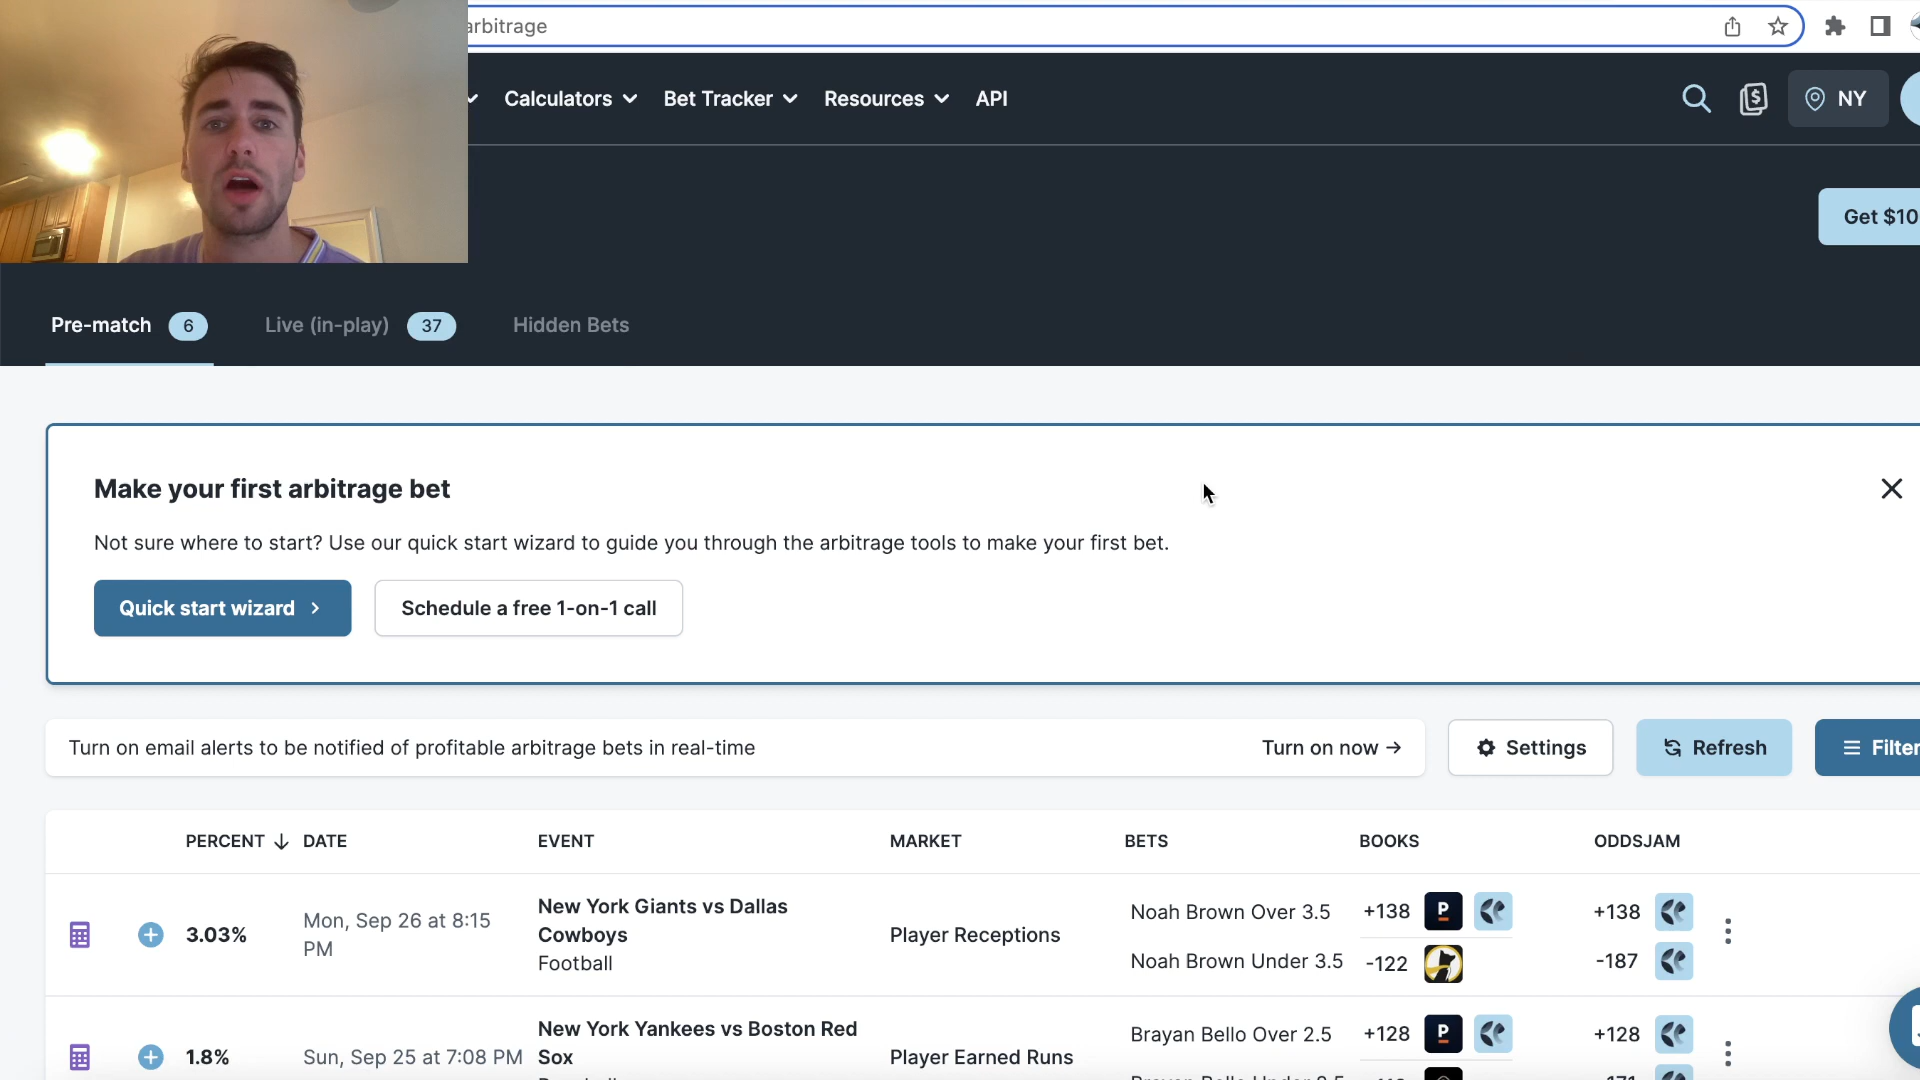 arbitrage
Calculators Bet Tracker Resources API
NY
Get $10
Pre-match 6 Live (in-play) 37 Hidden Bets
Make your first arbitrage bet
Not sure where to start? Use our quick start wizard to guide you through the arbitrage tools to make your first bet.
Quick start wizard Schedule a free 1-on-1 call
Turn on email alerts to be notified of profitable arbitrage bets in real-time Turn on now → Settings Refresh Filter
PERCENT ↓ DATE EVENT MARKET BETS BOOKS ODDSJAM
3.03% Mon, Sep 26 at 8:15 PM
New York Giants vs Dallas
Cowboys
Football
Player Receptions
Noah Brown Over 3.5 +138 P +138
Noah Brown Under 3.5 -122 -187
1.8% Sun, Sep 25 at 7:08 PM
New York Yankees vs Boston Red
Sox
Player Earned Runs
Brayan Bello Over 2.5 +128 P +128